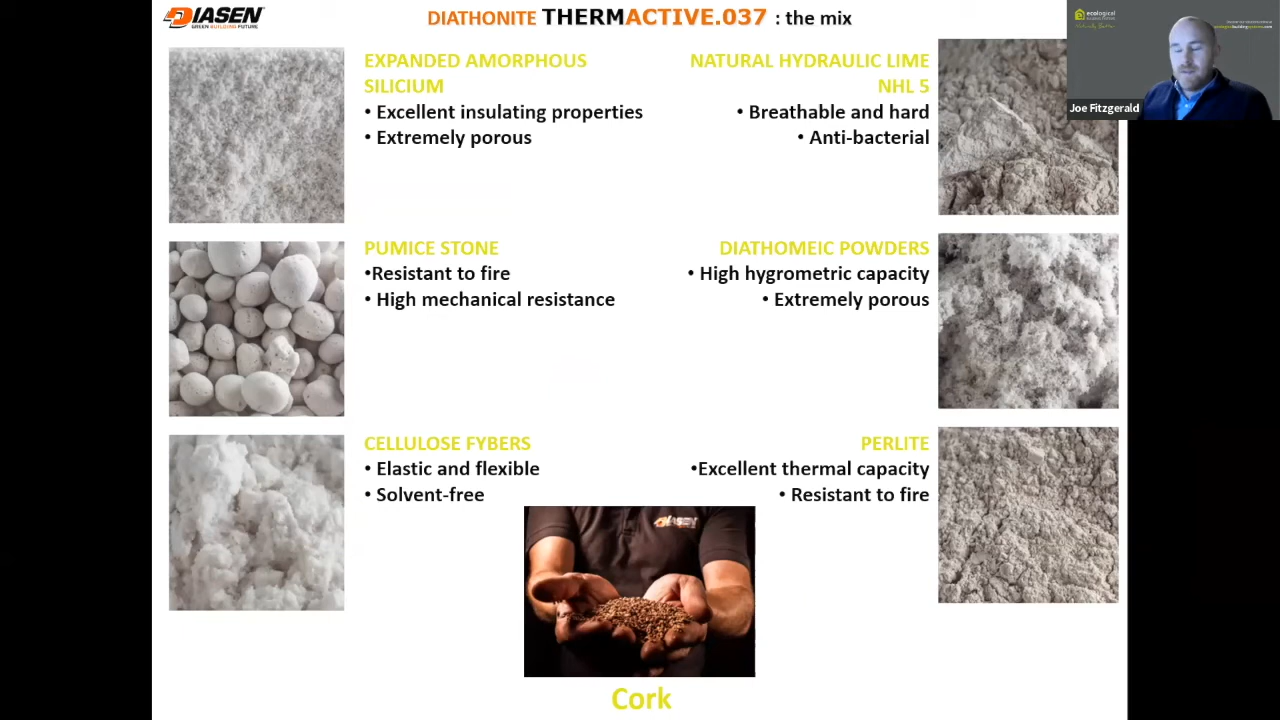 DIASEN
GREEN BUILDING FUTURE
DIATHONITE THERMACTIVE.037 : the mix
ecological
Joe Fitzgerald
EXPANDED AMORPHOUS
SILICIUM
• Excellent insulating properties
• Extremely porous
NATURAL HYDRAULIC LIME
NHL 5
• Breathable and hard
• Anti-bacterial
PUMICE STONE
•Resistant to fire
• High mechanical resistance
DIATHOMEIC POWDERS
• High hygrometric capacity
• Extremely porous
CELLULOSE FYBERS
• Elastic and flexible
• Solvent-free
PERLITE
•Excellent thermal capacity
• Resistant to fire
DIASEN
Cork